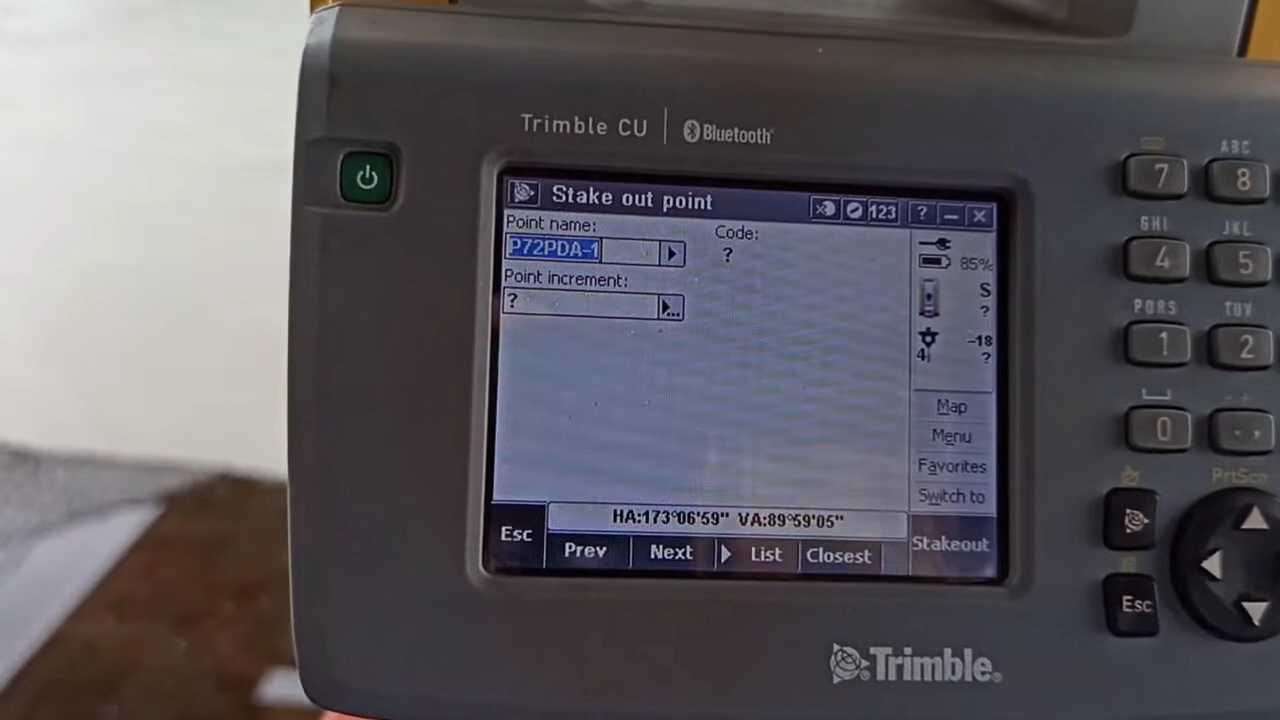 Trimble CU
Bluetooth
Stake out point
123
?
Point name:
P72PDA-1
Code:
?
Point increment:
?
85%
S
?
-18
4
?
Map
Menu
Favorites
Switch to
HA:173°06'59" VA:89°59'05"
Esc
Prev
Next
List
Closest
Stakeout
ABC
7
8
GHI
JKL
4
5
PQRS
TUV
1
2
0
PrtScn
Esc
Trimble